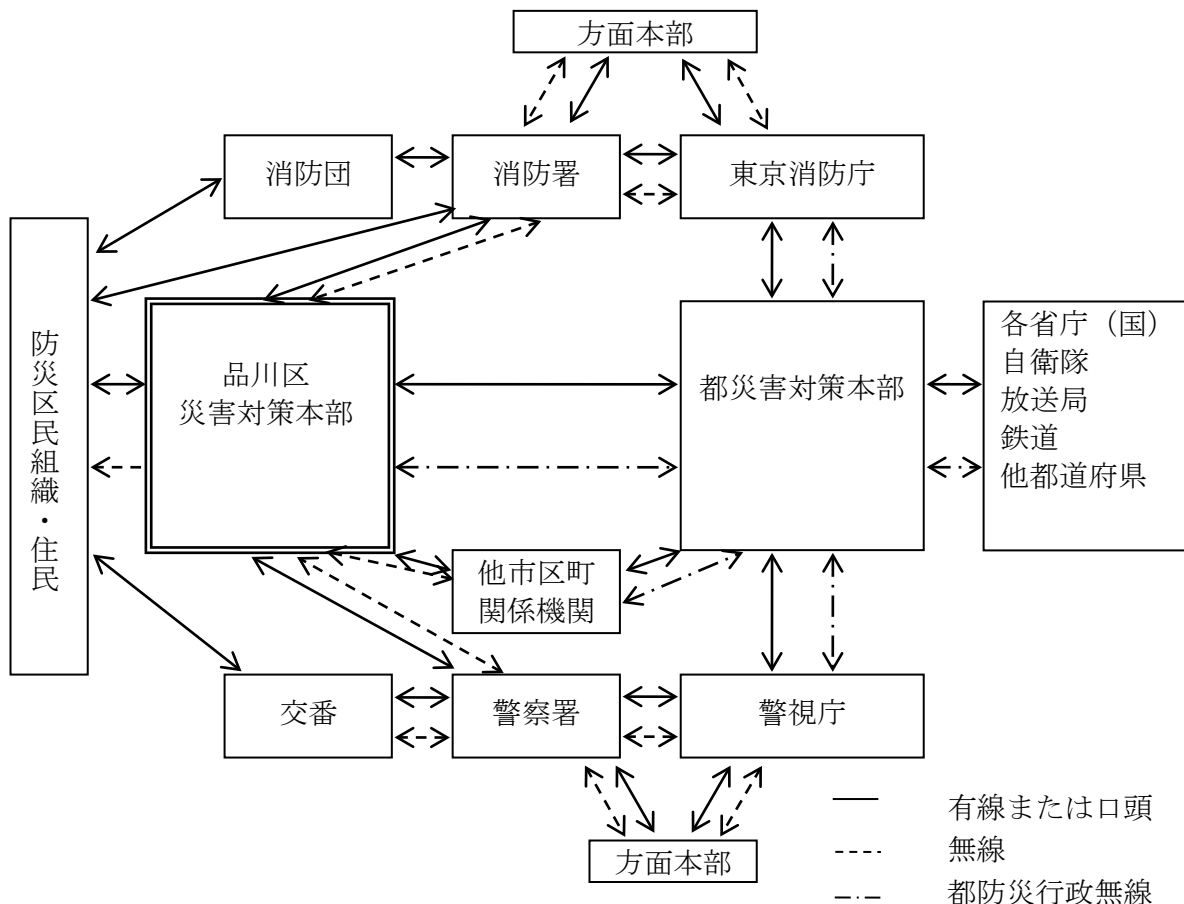 方面本部
消防団
消防署
東京消防庁
防災区民組織・住民
品川区
災害対策本部
都災害対策本部
各省庁（国）
自衛隊
放送局
鉄道
他都道府県
他市区町
関係機関
交番
警察署
警視庁
方面本部
有線または口頭
無線
都防災行政無線